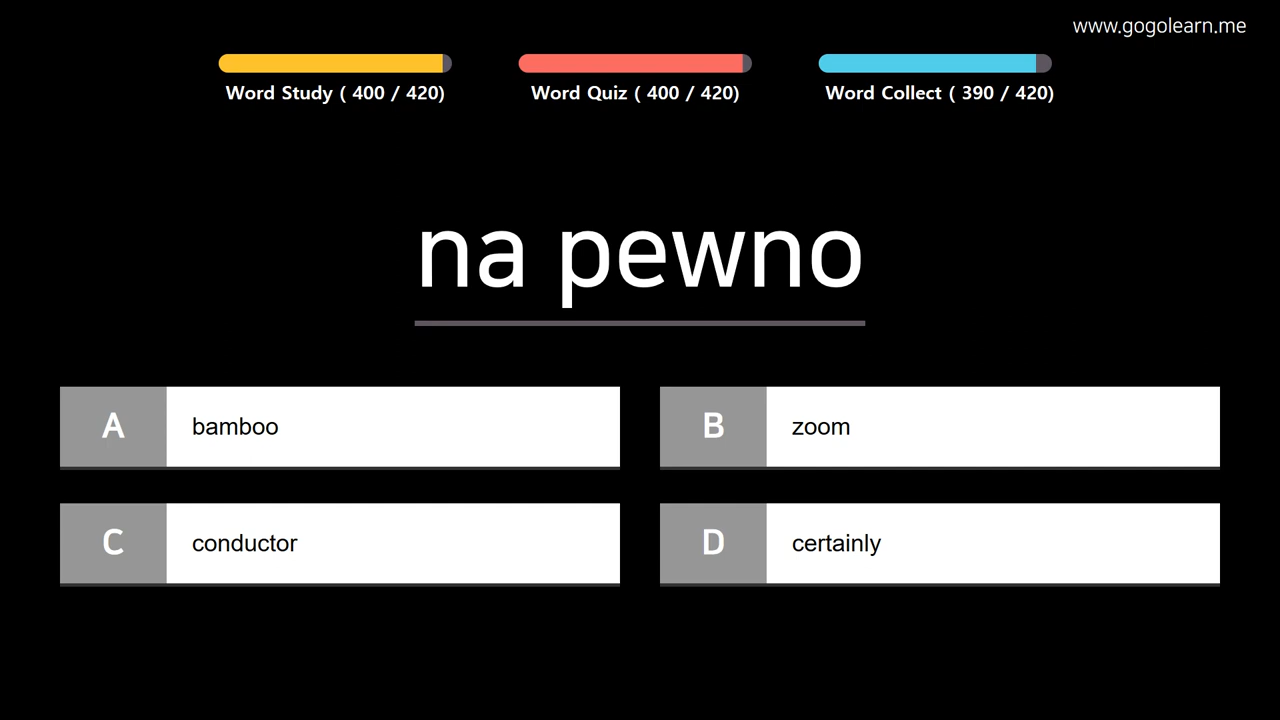 www.gogolearn.me
Word Study ( 400 / 420)
Word Quiz ( 400 / 420)
Word Collect ( 390 / 420)
na pewno
A bamboo
B zoom
C conductor
D certainly